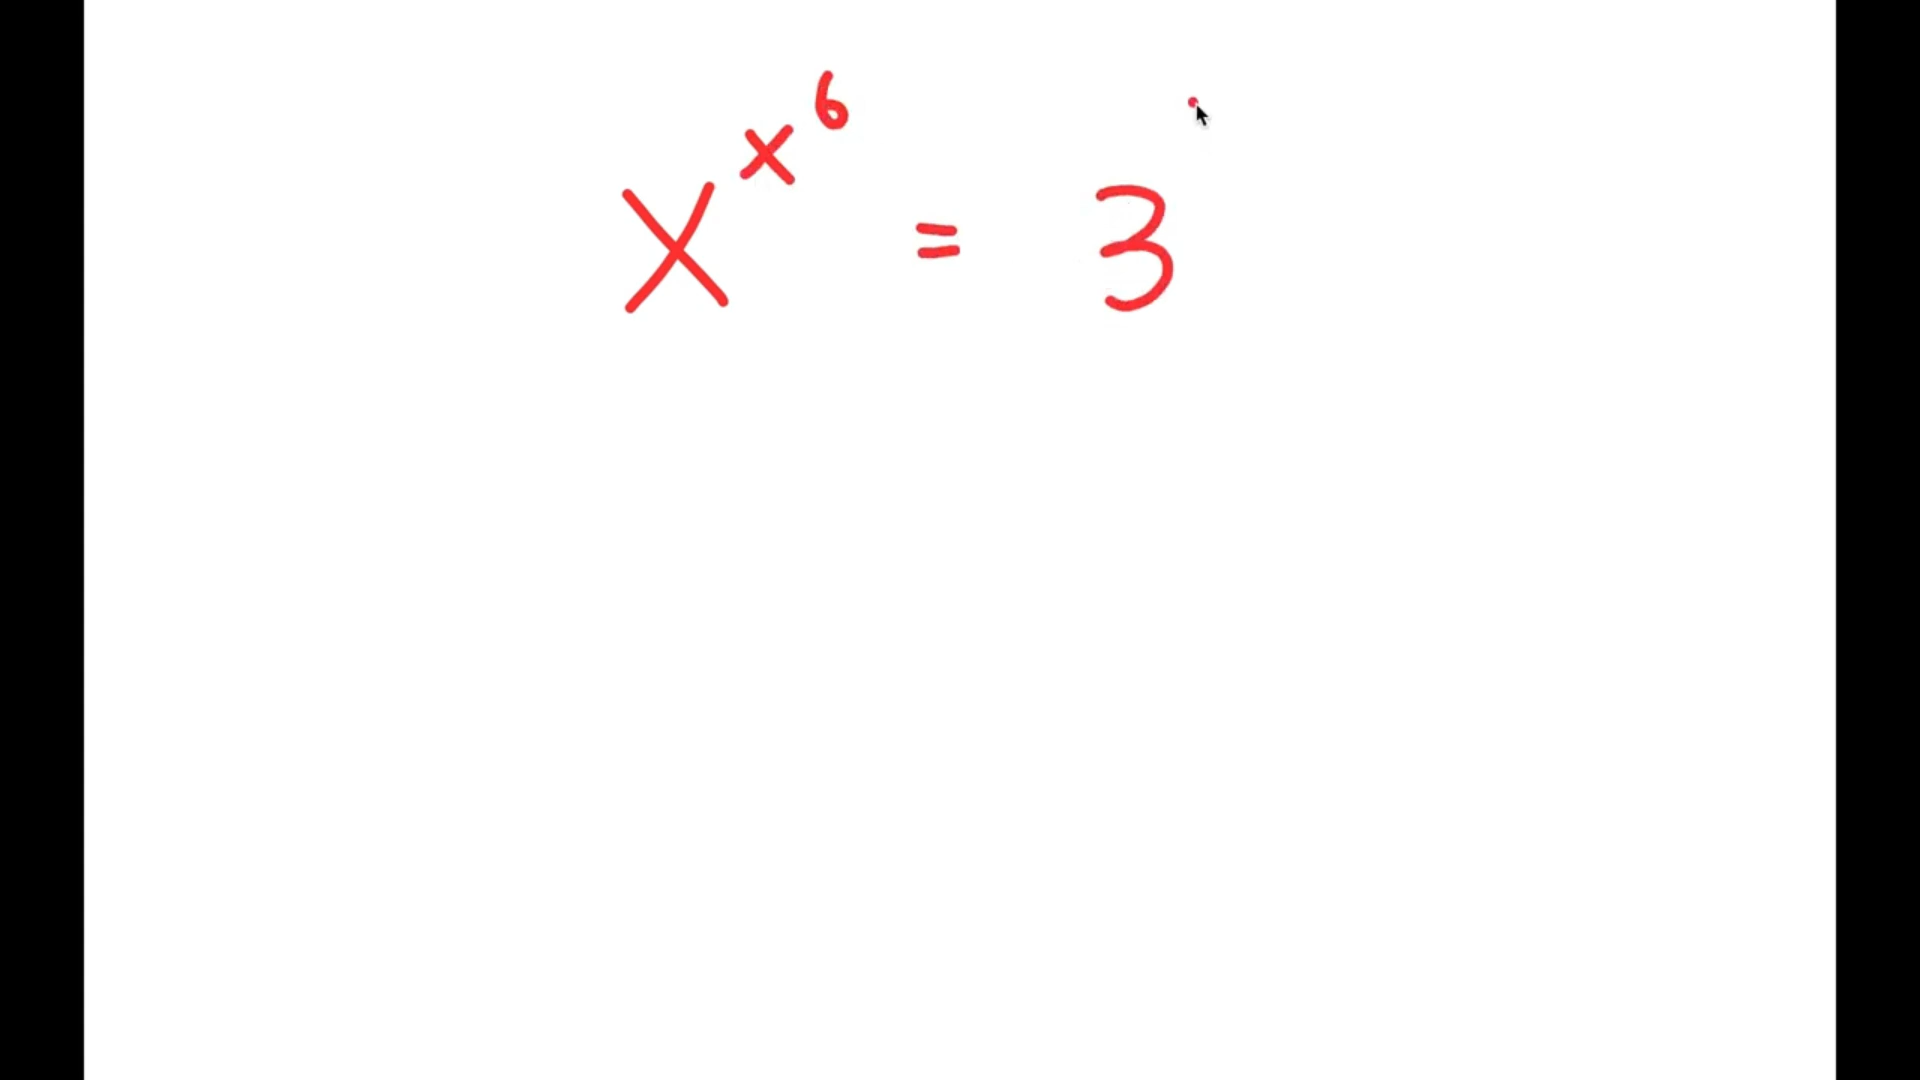 x^{x^6} = 3